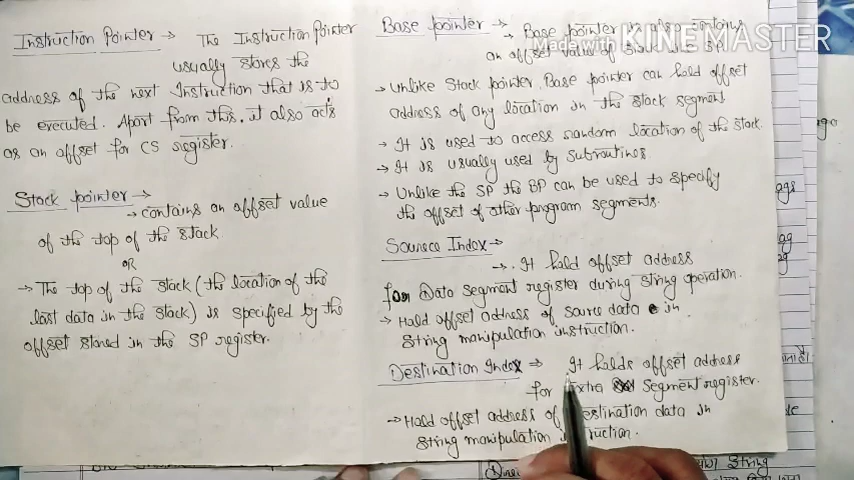 Instruction Pointer → The Instruction Pointer
usually stores the
address of the next Instruction that is to
be executed. Apart from this, it also acts
as an offset for CS register.
Stack pointer →
→ contains an offset value
of the top of the stack.
OR
→ The top of the stack (the location of the
last data in the stack) is specified by the
offset stored in the SP register.
Base pointer →
→ Base pointer also contains
an offset value of stack like SP
Made with KINEMASTER
→ Unlike Stack pointer, Base pointer can hold offset
address of any location in the stack segment
→ It is used to access random location of the stack.
→ It is usually used by subroutines.
→ Unlike the SP the BP can be used to specify
the offset of other program segments.
Source Index →
→ It hold offset address
for Data segment register during string operation.
→ Hold offset address of source data in
string manipulation instruction.
Destination Index → It holds offset address
for Extra segment register.
→ Hold offset address of destination data in
string manipulation instruction.
String